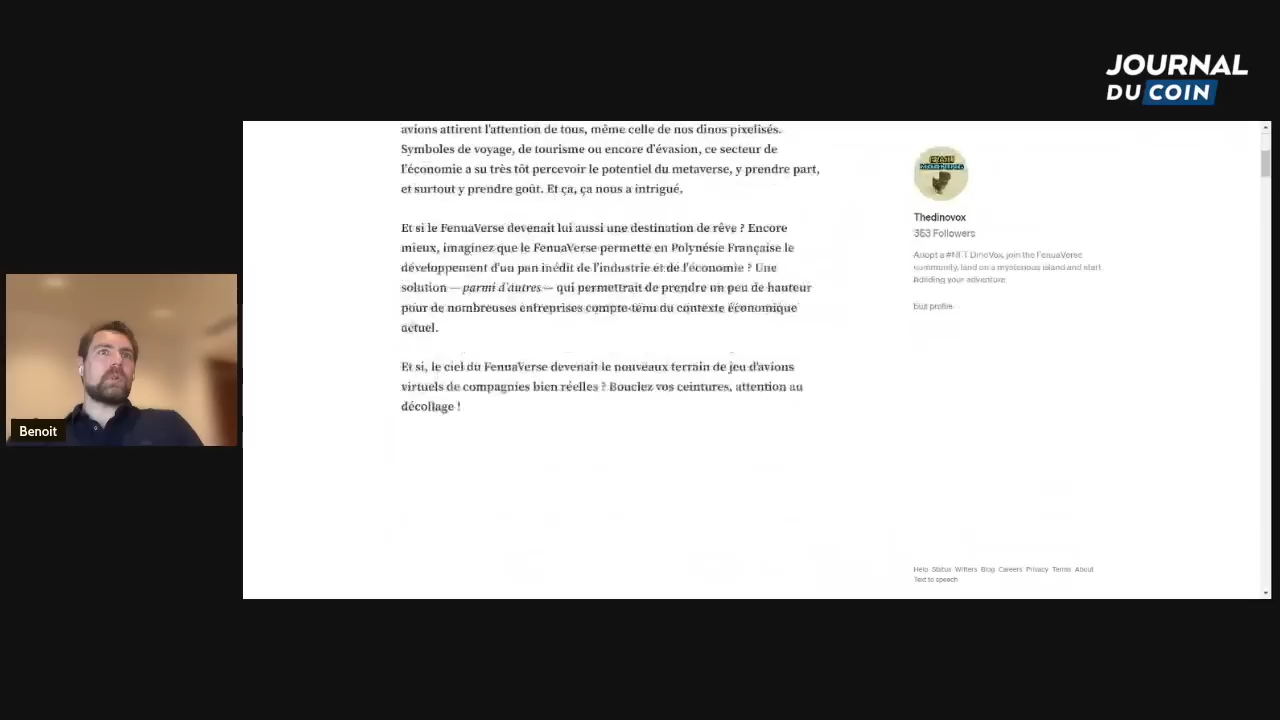 JOURNAL
DU COIN
avions attirent l'attention de tous, même celle de nos dinos pixelisés.
Symboles de voyage, de tourisme ou encore d'évasion, ce secteur de
l'économie a su très tôt percevoir le potentiel du metaverse, y prendre part,
et surtout y prendre goût. Et ça, ça nous a intrigué.
Et si le FenuaVerse devenait lui aussi une destination de rêve ? Encore
mieux, imaginez que le FenuaVerse permette en Polynésie Française le
développement d'un pan inédit de l'industrie et de l'économie ? Une
solution — parmi d'autres — qui permettrait de prendre un peu de hauteur
pour de nombreuses entreprises compte tenu du contexte économique
actuel.
Et si, le ciel du FenuaVerse devenait le nouveaux terrain de jeu d'avions
virtuels de compagnies bien réelles ? Bouclez vos ceintures, attention au
décollage !
Thedinovox
353 Followers
Adopt a #NFT DinoVox, join the FenuaVerse
community, land on a mysterious island and start
building your adventure
Edit profile
Help Status Writers Blog Careers Privacy Terms About
Text to speech
Benoit